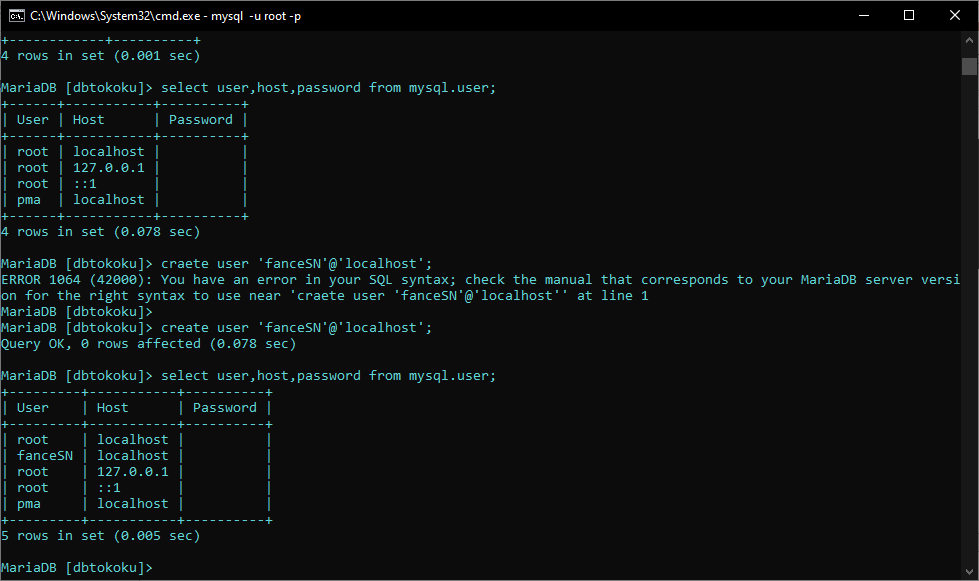 C:\Windows\System32\cmd.exe - mysql  -u root -p
+------------+----------+
4 rows in set (0.001 sec)

MariaDB [dbtokoku]> select user,host,password from mysql.user;
+------+-----------+----------+
| User | Host      | Password |
+------+-----------+----------+
| root | localhost |          |
| root | 127.0.0.1 |          |
| root | ::1       |          |
| pma  | localhost |          |
+------+-----------+----------+
4 rows in set (0.078 sec)

MariaDB [dbtokoku]> craete user 'fanceSN'@'localhost';
ERROR 1064 (42000): You have an error in your SQL syntax; check the manual that corresponds to your MariaDB server versi
on for the right syntax to use near 'craete user 'fanceSN'@'localhost'' at line 1
MariaDB [dbtokoku]>
MariaDB [dbtokoku]> create user 'fanceSN'@'localhost';
Query OK, 0 rows affected (0.078 sec)

MariaDB [dbtokoku]> select user,host,password from mysql.user;
+---------+-----------+----------+
| User    | Host      | Password |
+---------+-----------+----------+
| root    | localhost |          |
| fanceSN | localhost |          |
| root    | 127.0.0.1 |          |
| root    | ::1       |          |
| pma     | localhost |          |
+---------+-----------+----------+
5 rows in set (0.005 sec)

MariaDB [dbtokoku]>